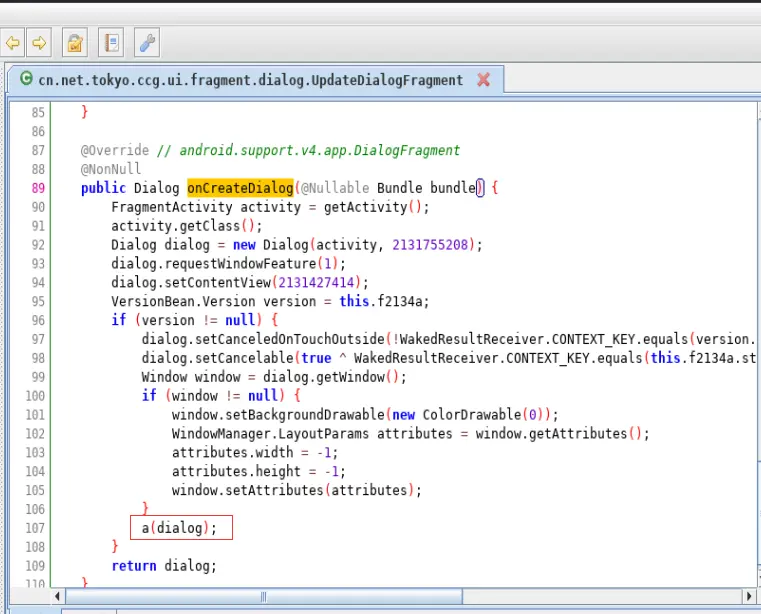 cn.net.tokyo.ccg.ui.fragment.dialog.UpdateDialogFragment
85 }
86
87 @Override // android.support.v4.app.DialogFragment
88 @NonNull
89 public Dialog onCreateDialog(@Nullable Bundle bundle) {
90 FragmentActivity activity = getActivity();
91 activity.getClass();
92 Dialog dialog = new Dialog(activity, 2131755208);
93 dialog.requestWindowFeature(1);
94 dialog.setContentView(2131427414);
95 VersionBean.Version version = this.f2134a;
96 if (version != null) {
97 dialog.setCanceledOnTouchOutside(!WakedResultReceiver.CONTEXT_KEY.equals(version.
98 dialog.setCancelable(true ^ WakedResultReceiver.CONTEXT_KEY.equals(this.f2134a.st
99 Window window = dialog.getWindow();
100 if (window != null) {
101 window.setBackgroundDrawable(new ColorDrawable(0));
102 WindowManager.LayoutParams attributes = window.getAttributes();
103 attributes.width = -1;
104 attributes.height = -1;
105 window.setAttributes(attributes);
106 }
107 a(dialog);
108 }
109 return dialog;
110 }